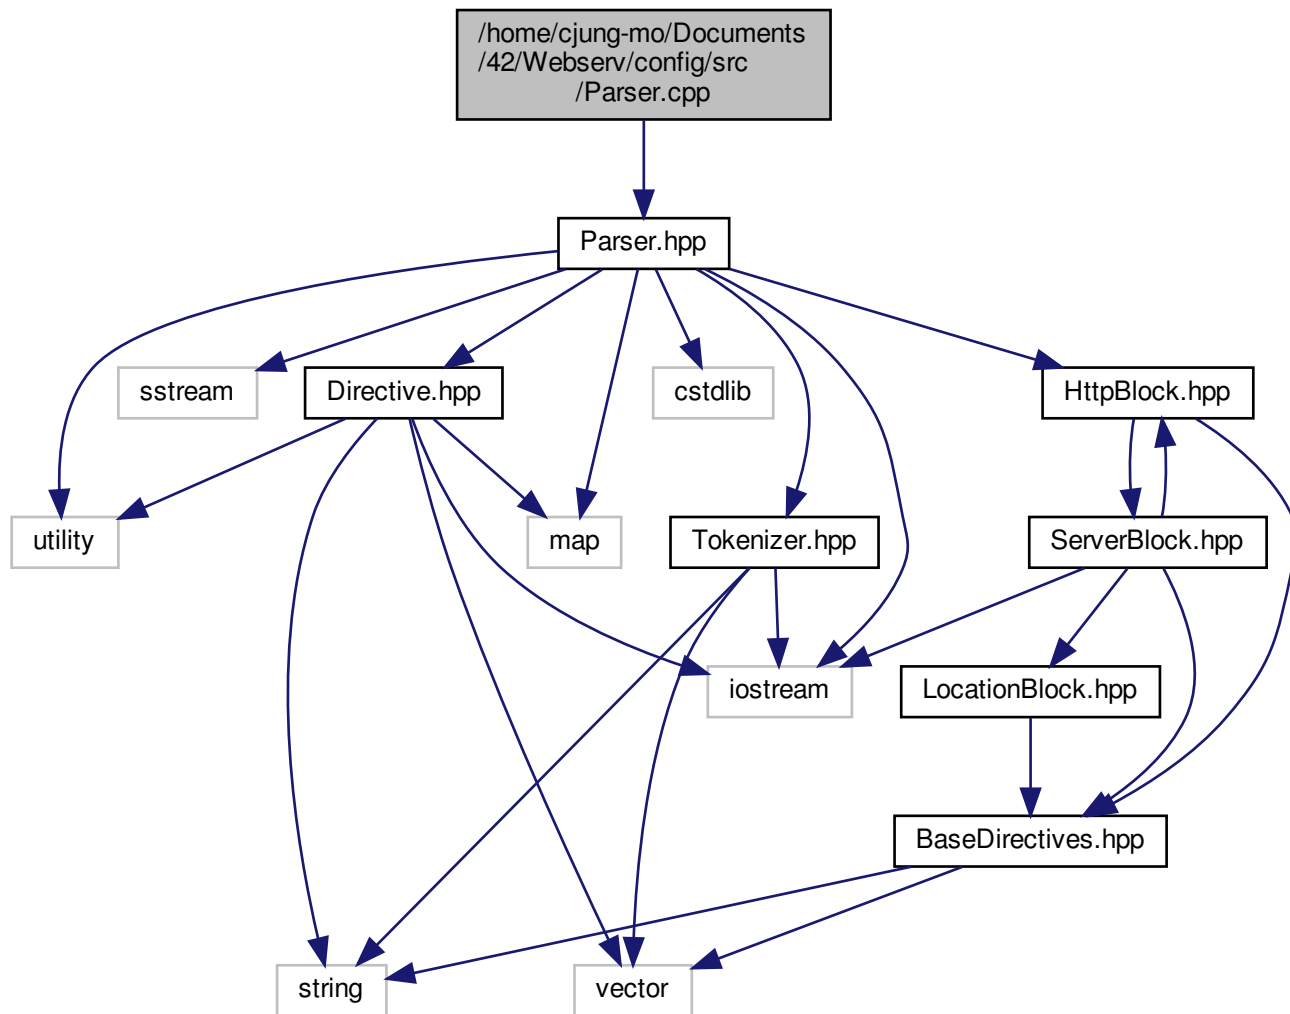 /home/cjung-mo/Documents
/42/Webserv/config/src
/Parser.cpp
Parser.hpp
sstream
Directive.hpp
cstdlib
HttpBlock.hpp
utility
map
Tokenizer.hpp
ServerBlock.hpp
iostream
LocationBlock.hpp
BaseDirectives.hpp
string
vector